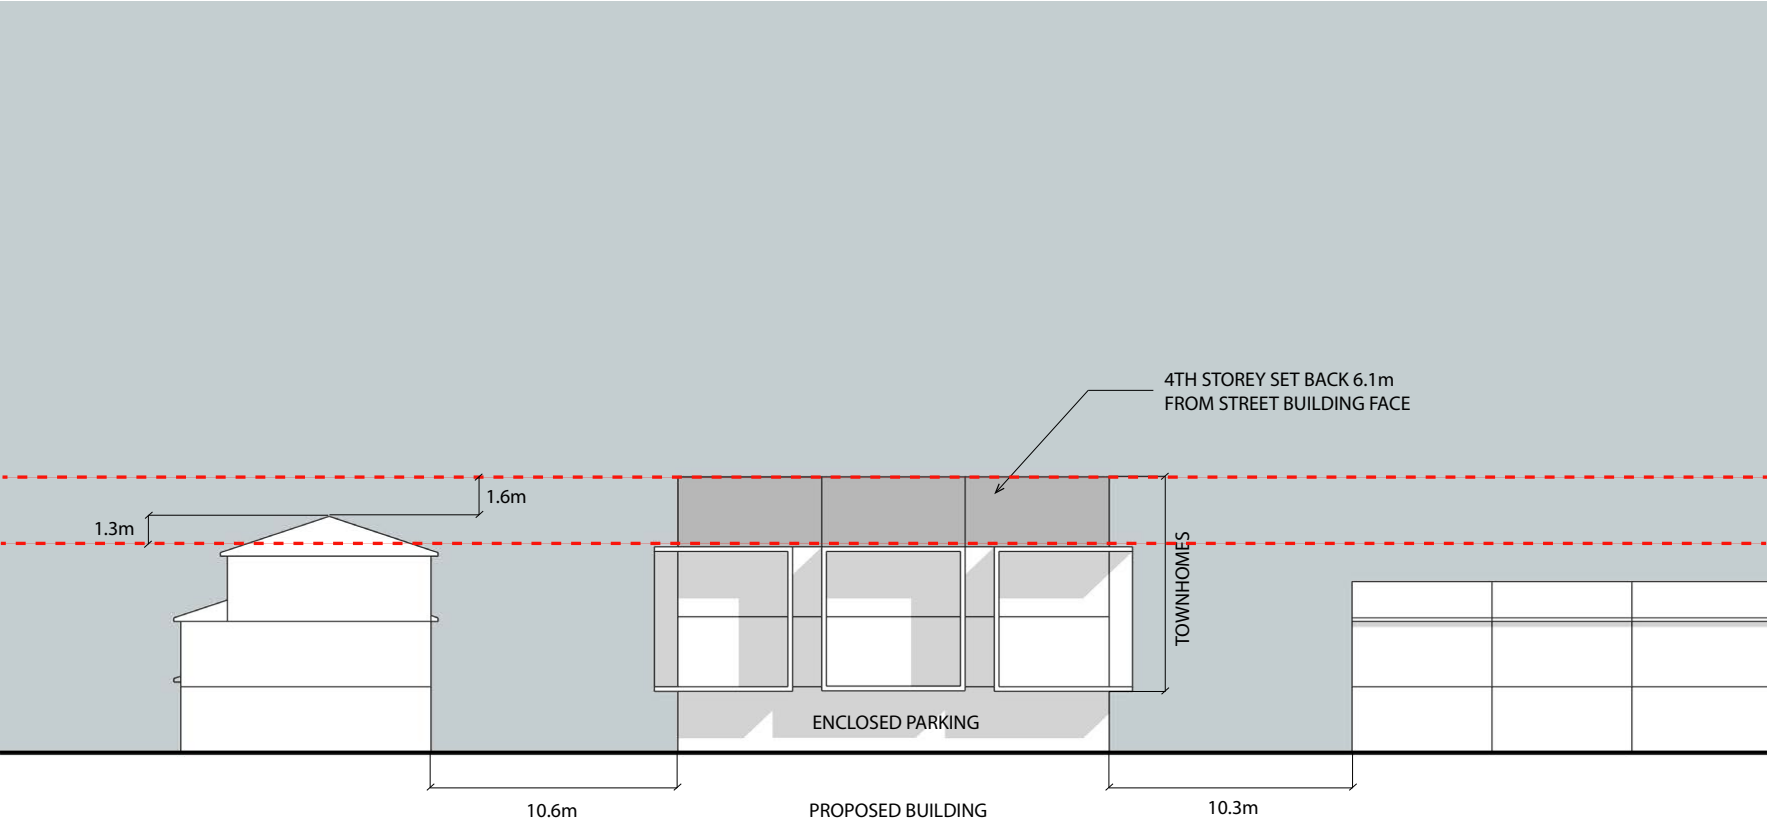 4TH STOREY SET BACK 6.1m
FROM STREET BUILDING FACE
1.6m
1.3m
TOWNHOMES
ENCLOSED PARKING
10.6m
PROPOSED BUILDING
10.3m